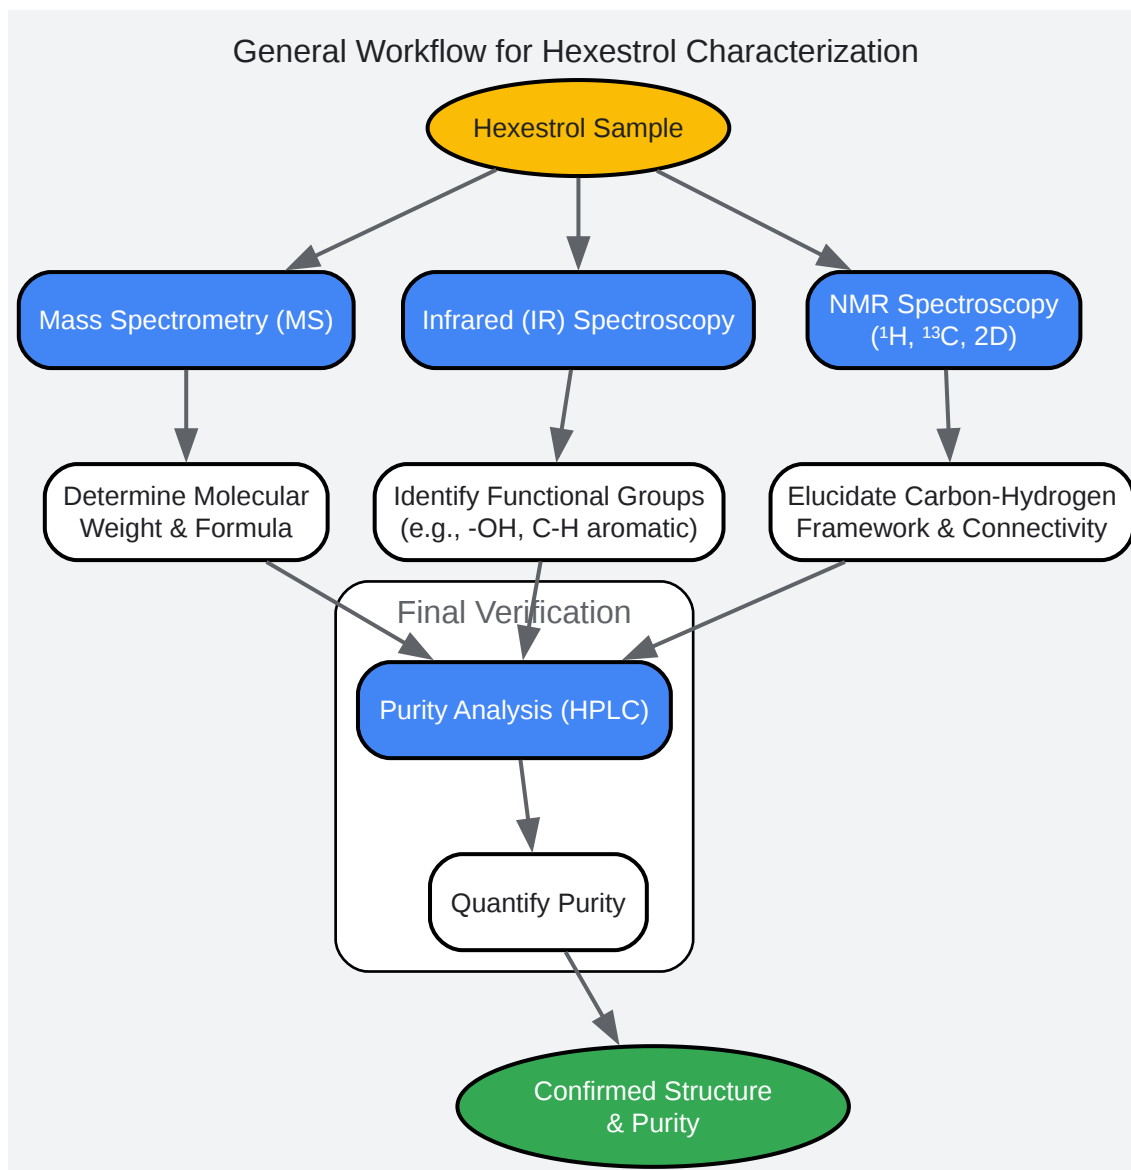 General Workflow for Hexestrol Characterization
Hexestrol Sample
Mass Spectrometry (MS)
Infrared (IR) Spectroscopy
NMR Spectroscopy
(¹H, ¹³C, 2D)
Determine Molecular
Weight & Formula
Identify Functional Groups
(e.g., -OH, C-H aromatic)
Elucidate Carbon-Hydrogen
Framework & Connectivity
Final Verification
Purity Analysis (HPLC)
Quantify Purity
Confirmed Structure
& Purity